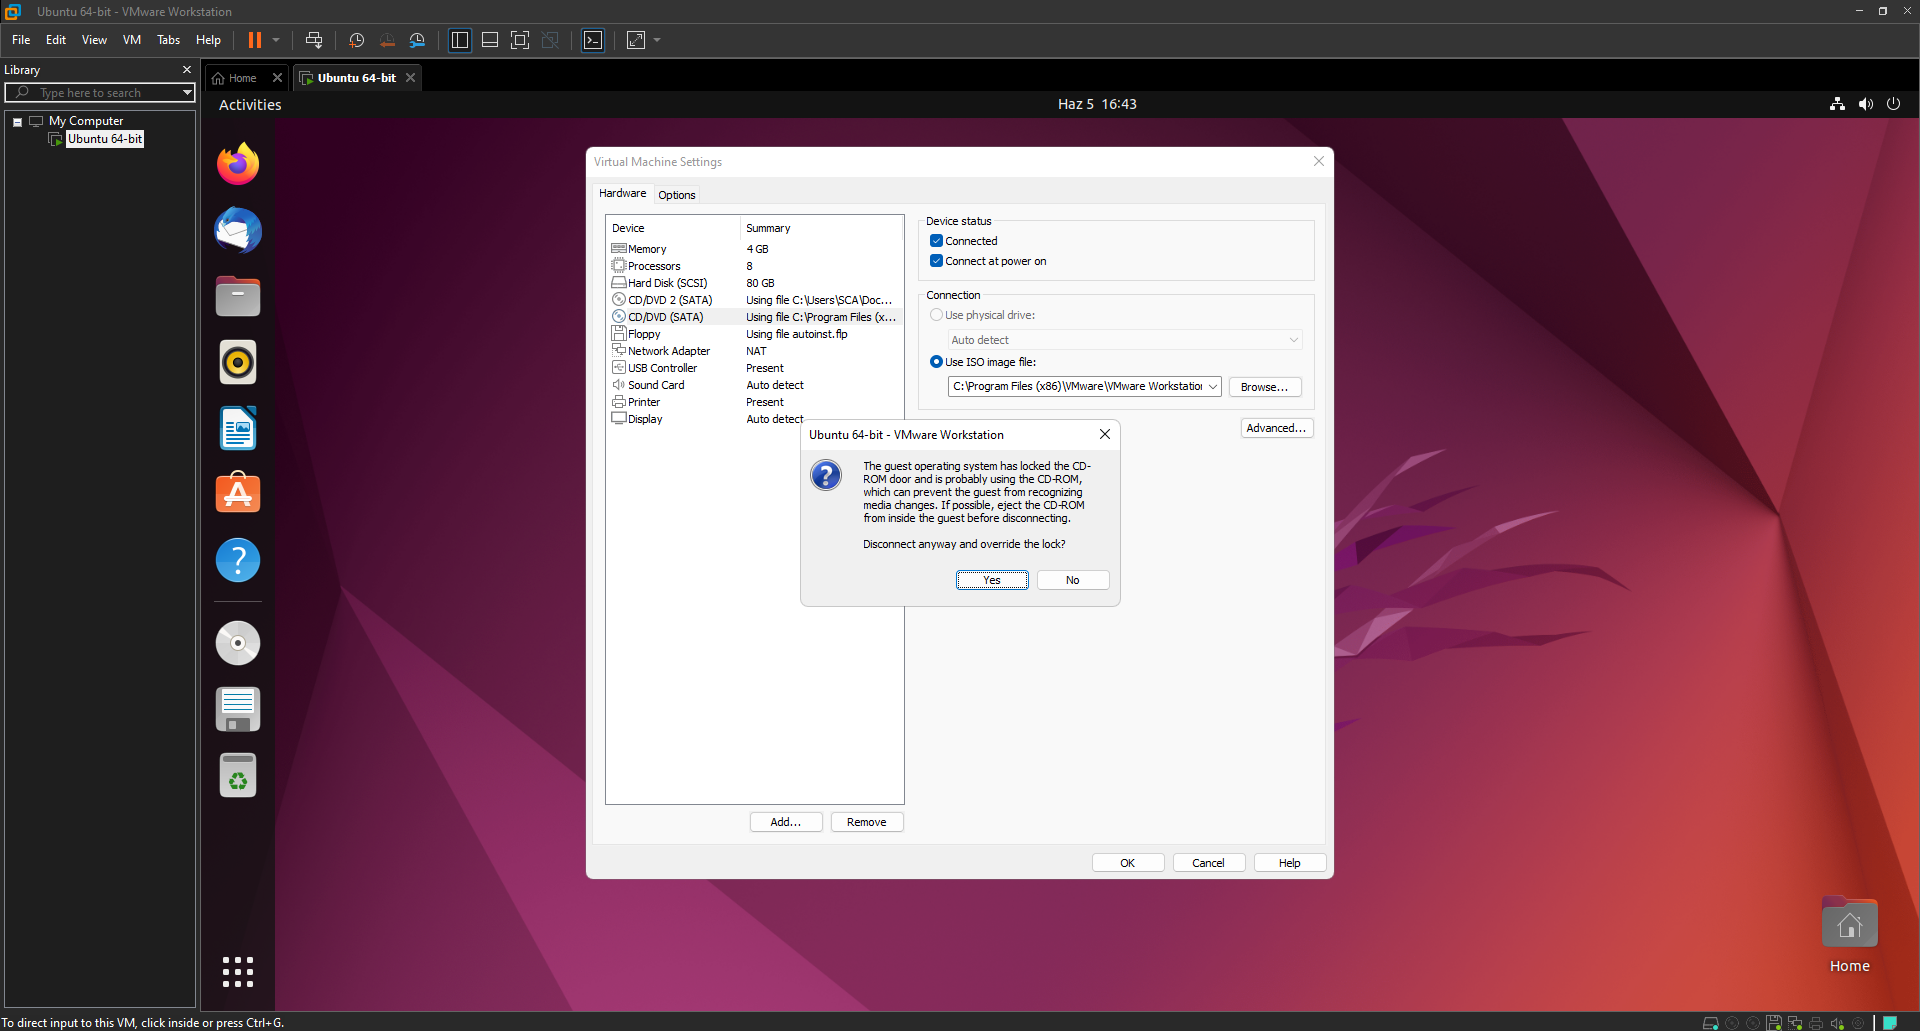 Ubuntu 64-bit - VMware Workstation
File Edit View VM Tabs Help
Library
Type here to search
My Computer
Ubuntu 64-bit
Home
Ubuntu 64-bit
Activities
Haz 5 16:43
Virtual Machine Settings
Hardware Options
Device Summary
Memory 4 GB
Processors 8
Hard Disk (SCSI) 80 GB
CD/DVD 2 (SATA) Using file C:\Users\SCA\Doc...
CD/DVD (SATA) Using file C:\Program Files (x...
Floppy Using file autoinst.flp
Network Adapter NAT
USB Controller Present
Sound Card Auto detect
Printer Present
Display Auto detect
Add... Remove
Device status
Connected
Connect at power on
Connection
Use physical drive:
Auto detect
Use ISO image file:
C:\Program Files (x86)\VMware\VMware Workstation
Browse...
Advanced...
Ubuntu 64-bit - VMware Workstation
The guest operating system has locked the CD-
ROM door and is probably using the CD-ROM,
which can prevent the guest from recognizing
media changes. If possible, eject the CD-ROM
from inside the guest before disconnecting.
Disconnect anyway and override the lock?
Yes No
OK Cancel Help
Home
To direct input to this VM, click inside or press Ctrl+G.